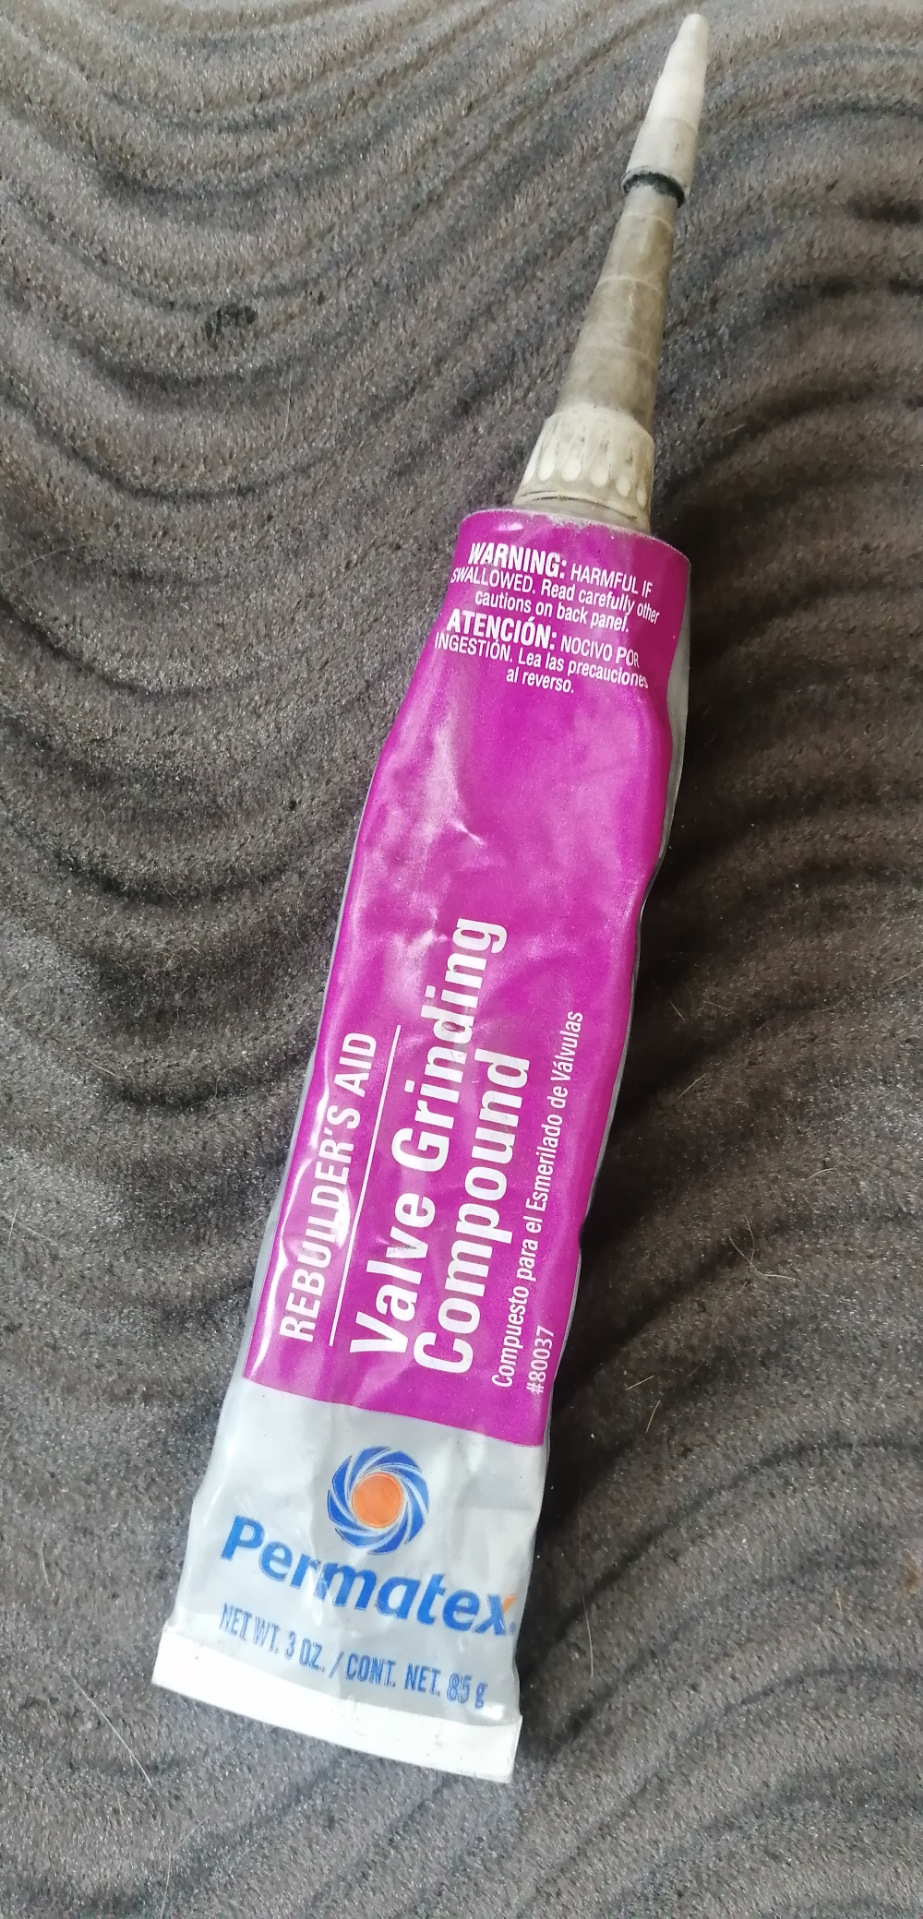 WARNING: HARMFUL IF
SWALLOWED. Read carefully other
cautions on back panel.
ATENCIÓN: NOCIVO POR
INGESTIÓN. Lea las precauciones
al reverso.
REBUILDER'S AID
Valve Grinding
Compound
Compuesto para el Esmerilado de Válvulas
#80037
Permatex®
NET WT. 3 OZ. / CONT. NET. 85 g